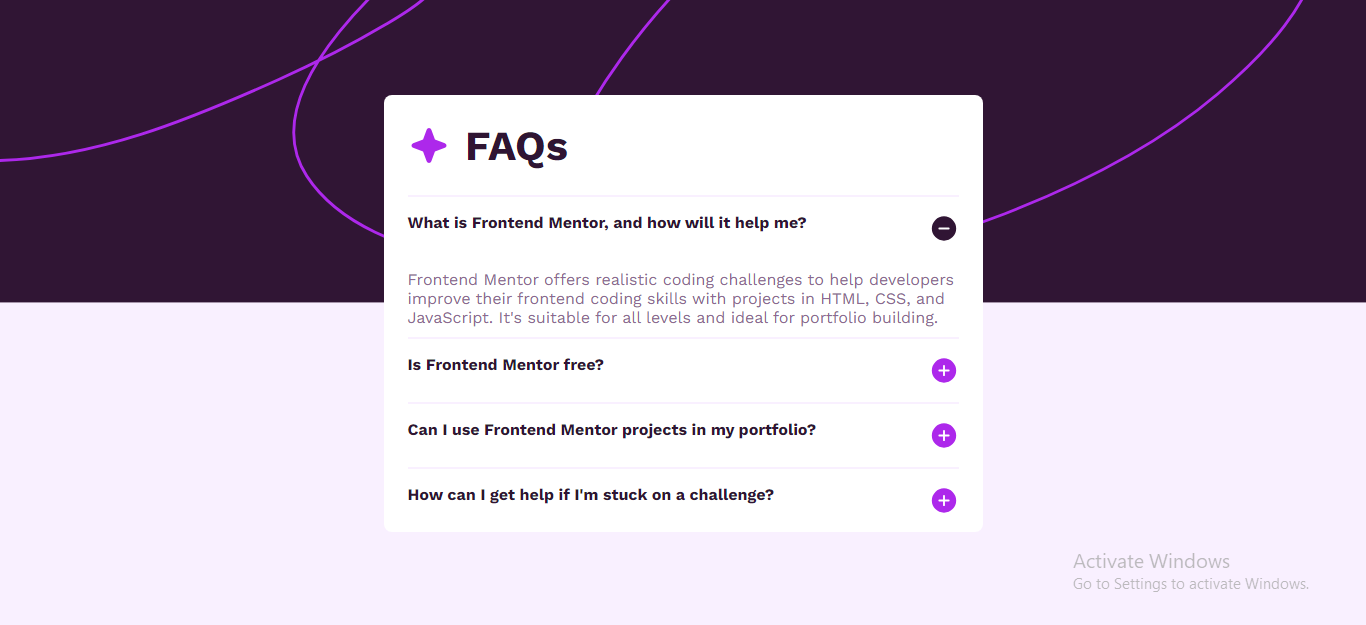 FAQs
What is Frontend Mentor, and how will it help me?
Frontend Mentor offers realistic coding challenges to help developers
improve their frontend coding skills with projects in HTML, CSS, and
JavaScript. It's suitable for all levels and ideal for portfolio building.
Is Frontend Mentor free?
Can I use Frontend Mentor projects in my portfolio?
How can I get help if I'm stuck on a challenge?
Activate Windows
Go to Settings to activate Windows.